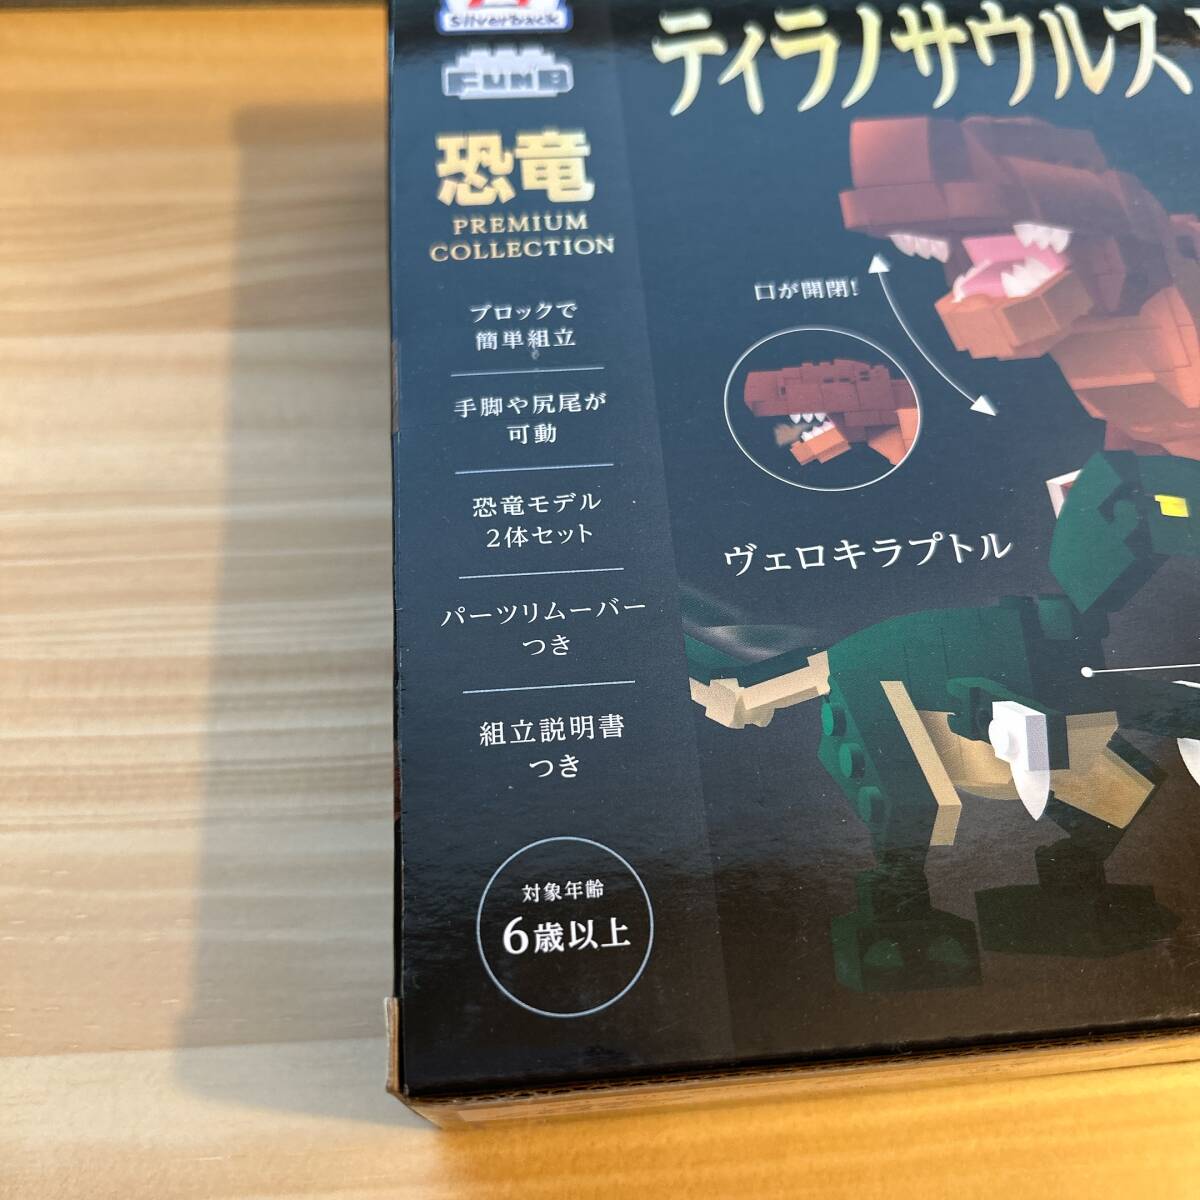 Silverback
FUMB
恐竜
PREMIUM
COLLECTION
ブロックで
簡単組立
手脚や尻尾が
可動
恐竜モデル
2体セット
パーツリムーバー
つき
組立説明書
つき
対象年齢
6歳以上
ティラノサウルス
口が開閉!
ヴェロキラプトル